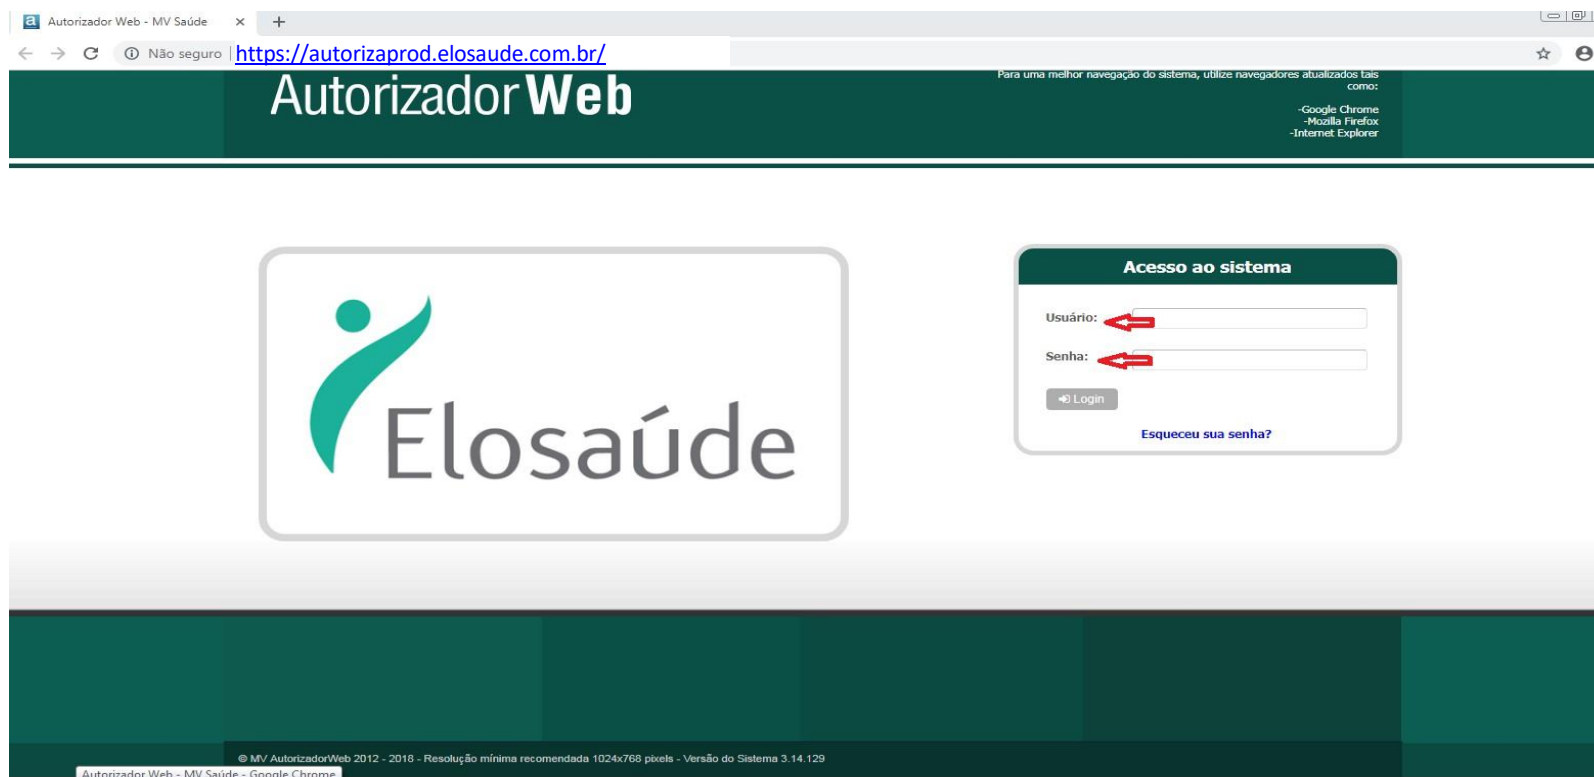 a Autorizador Web - MV Saúde × +
Não seguro | https://autorizaprod.elosaude.com.br/
Autorizador Web
Para uma melhor navegação do sistema, utilize navegadores atualizados tais
como:
-Google Chrome
-Mozilla Firefox
-Internet Explorer
Acesso ao sistema
Usuário:
Senha:
Login
Esqueceu sua senha?
Elosaúde
© MV AutorizadorWeb 2012 - 2018 - Resolução mínima recomendada 1024x768 pixels - Versão do Sistema 3.14.129
Autorizador Web - MV Saúde - Google Chrome